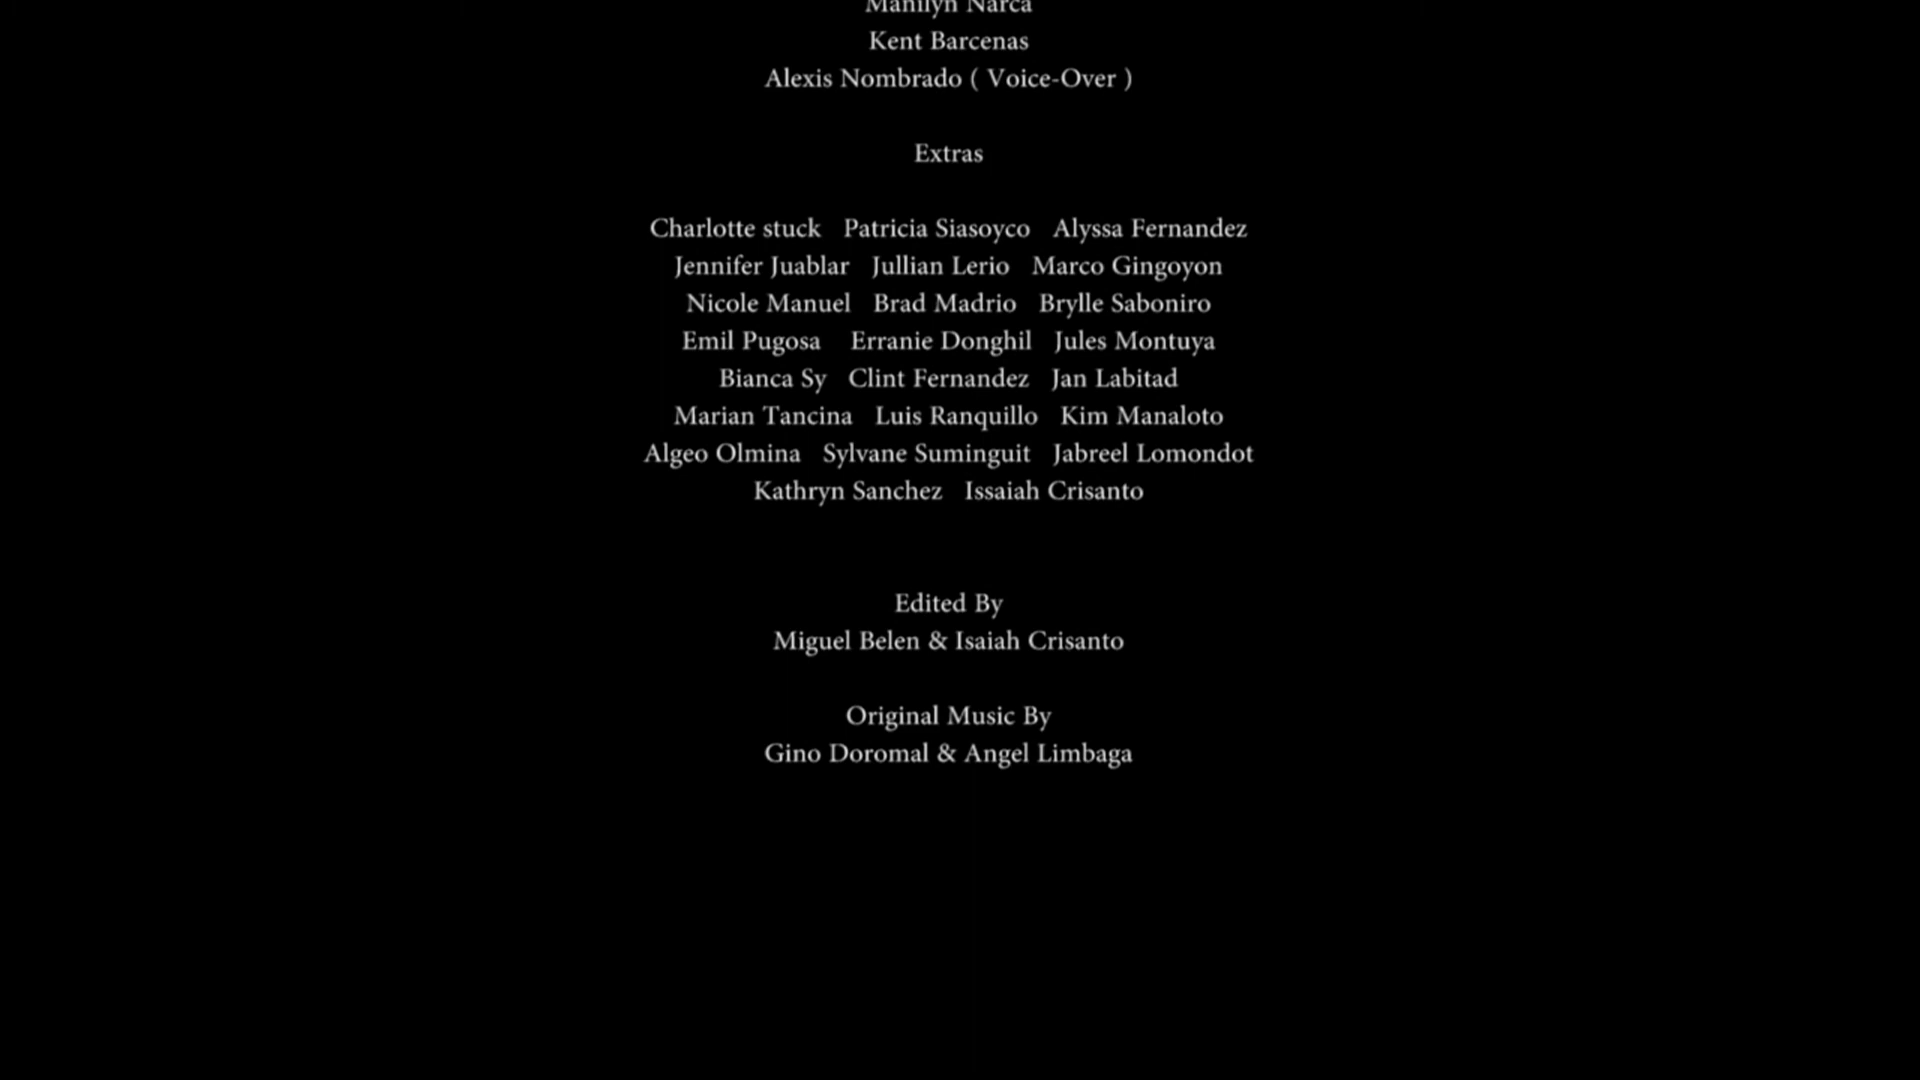 Manilyn Narca
Kent Barcenas
Alexis Nombrado ( Voice-Over )
Extras
Charlotte stuck Patricia Siasoyco Alyssa Fernandez
Jennifer Juablar Jullian Lerio Marco Gingoyon
Nicole Manuel Brad Madrio Brylle Saboniro
Emil Pugosa Erranie Donghil Jules Montuya
Bianca Sy Clint Fernandez Jan Labitad
Marian Tancina Luis Ranquillo Kim Manaloto
Algeo Olmina Sylvane Suminguit Jabreel Lomondot
Kathryn Sanchez Issaiah Crisanto
Edited By
Miguel Belen & Isaiah Crisanto
Original Music By
Gino Doromal & Angel Limbaga